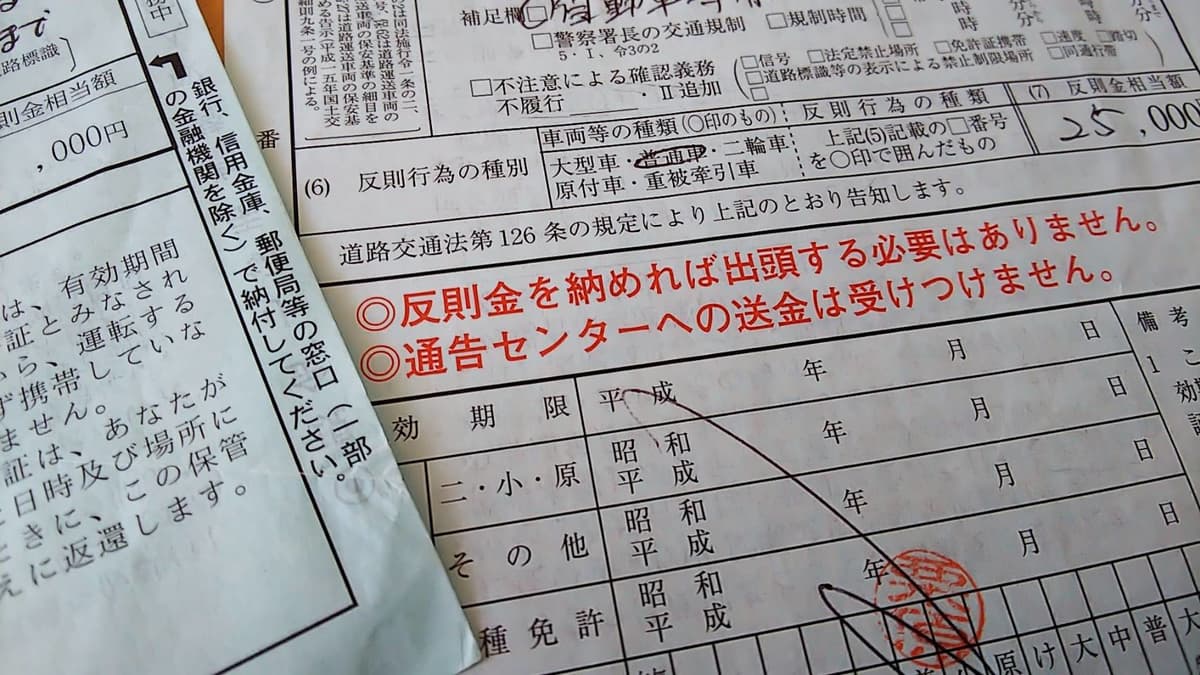 まで
路標識)
則金相当額
,000円
銀行、信用金庫、郵便局等の窓口(一部
の金融機関を除く)で納付してください。
は、有効期間
証とみなされ
ら、運転する
ず携帯してい
ません。
証は、あなたが
日時及び場所に
きに、この保管
えに返還します。
番
補足欄
□警察署長の交通規制
5・1、令3の2
□規制時間
時
分
□不注意による確認義務
不履行 ・Ⅱ追加
□信号 □法定禁止場所 □免許証携帯 □速度 □踏切
□道路標識等の表示による禁止制限場所 □同通行帯
(6) 反則行為の種別
車両等の種類(○印のもの)
大型車・普通車・二輪車
原付車・重被牽引車
反則行為の種類
上記(5)記載の□番号
を○印で囲んだもの
(7) 反則金相当額
25,000
道路交通法第126条の規定により上記のとおり告知します。
◎反則金を納めれば出頭する必要はありません。
◎通告センターへの送金は受けつけません。
効期限 平成 年 月 日
二・小・原 昭和 平成 年 月 日
その他 昭和 平成 年 月 日
種免許 昭和 平成 年 月 日
備考
1 こ
効
原 け 大 中 普 大